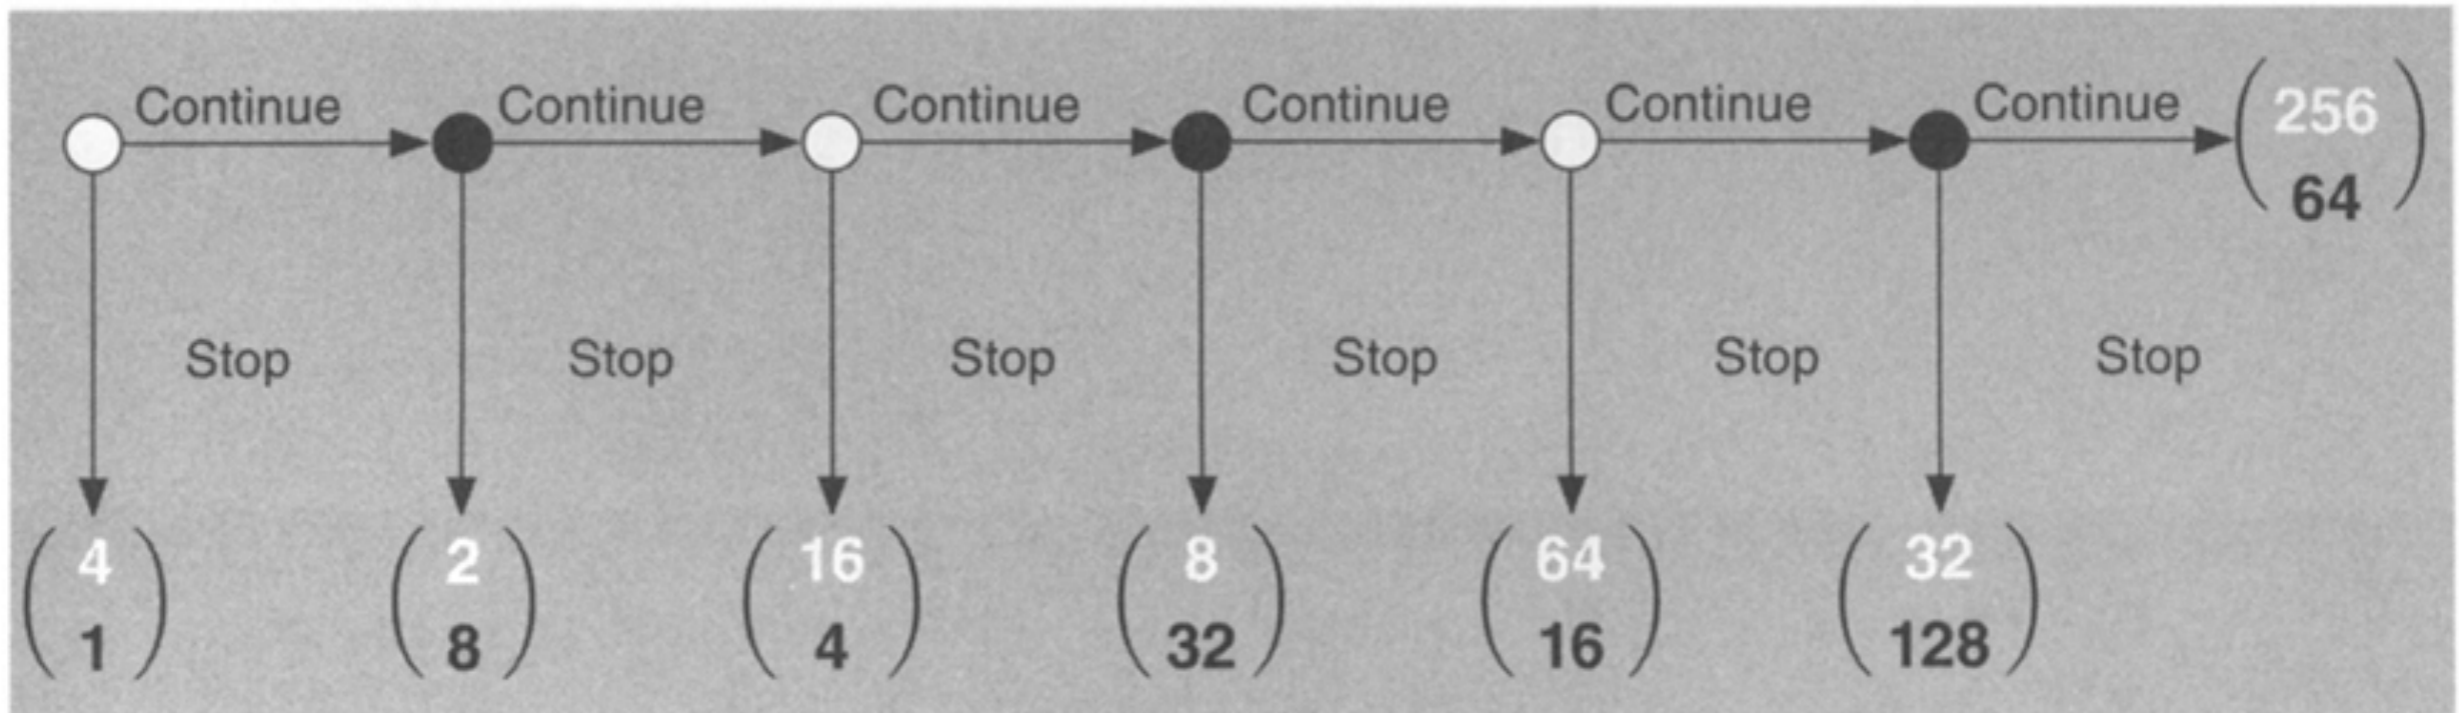 Continue Continue Continue Continue Continue Continue 256
64
Stop Stop Stop Stop Stop Stop
4 2 16 8 64 32
1 8 4 32 16 128